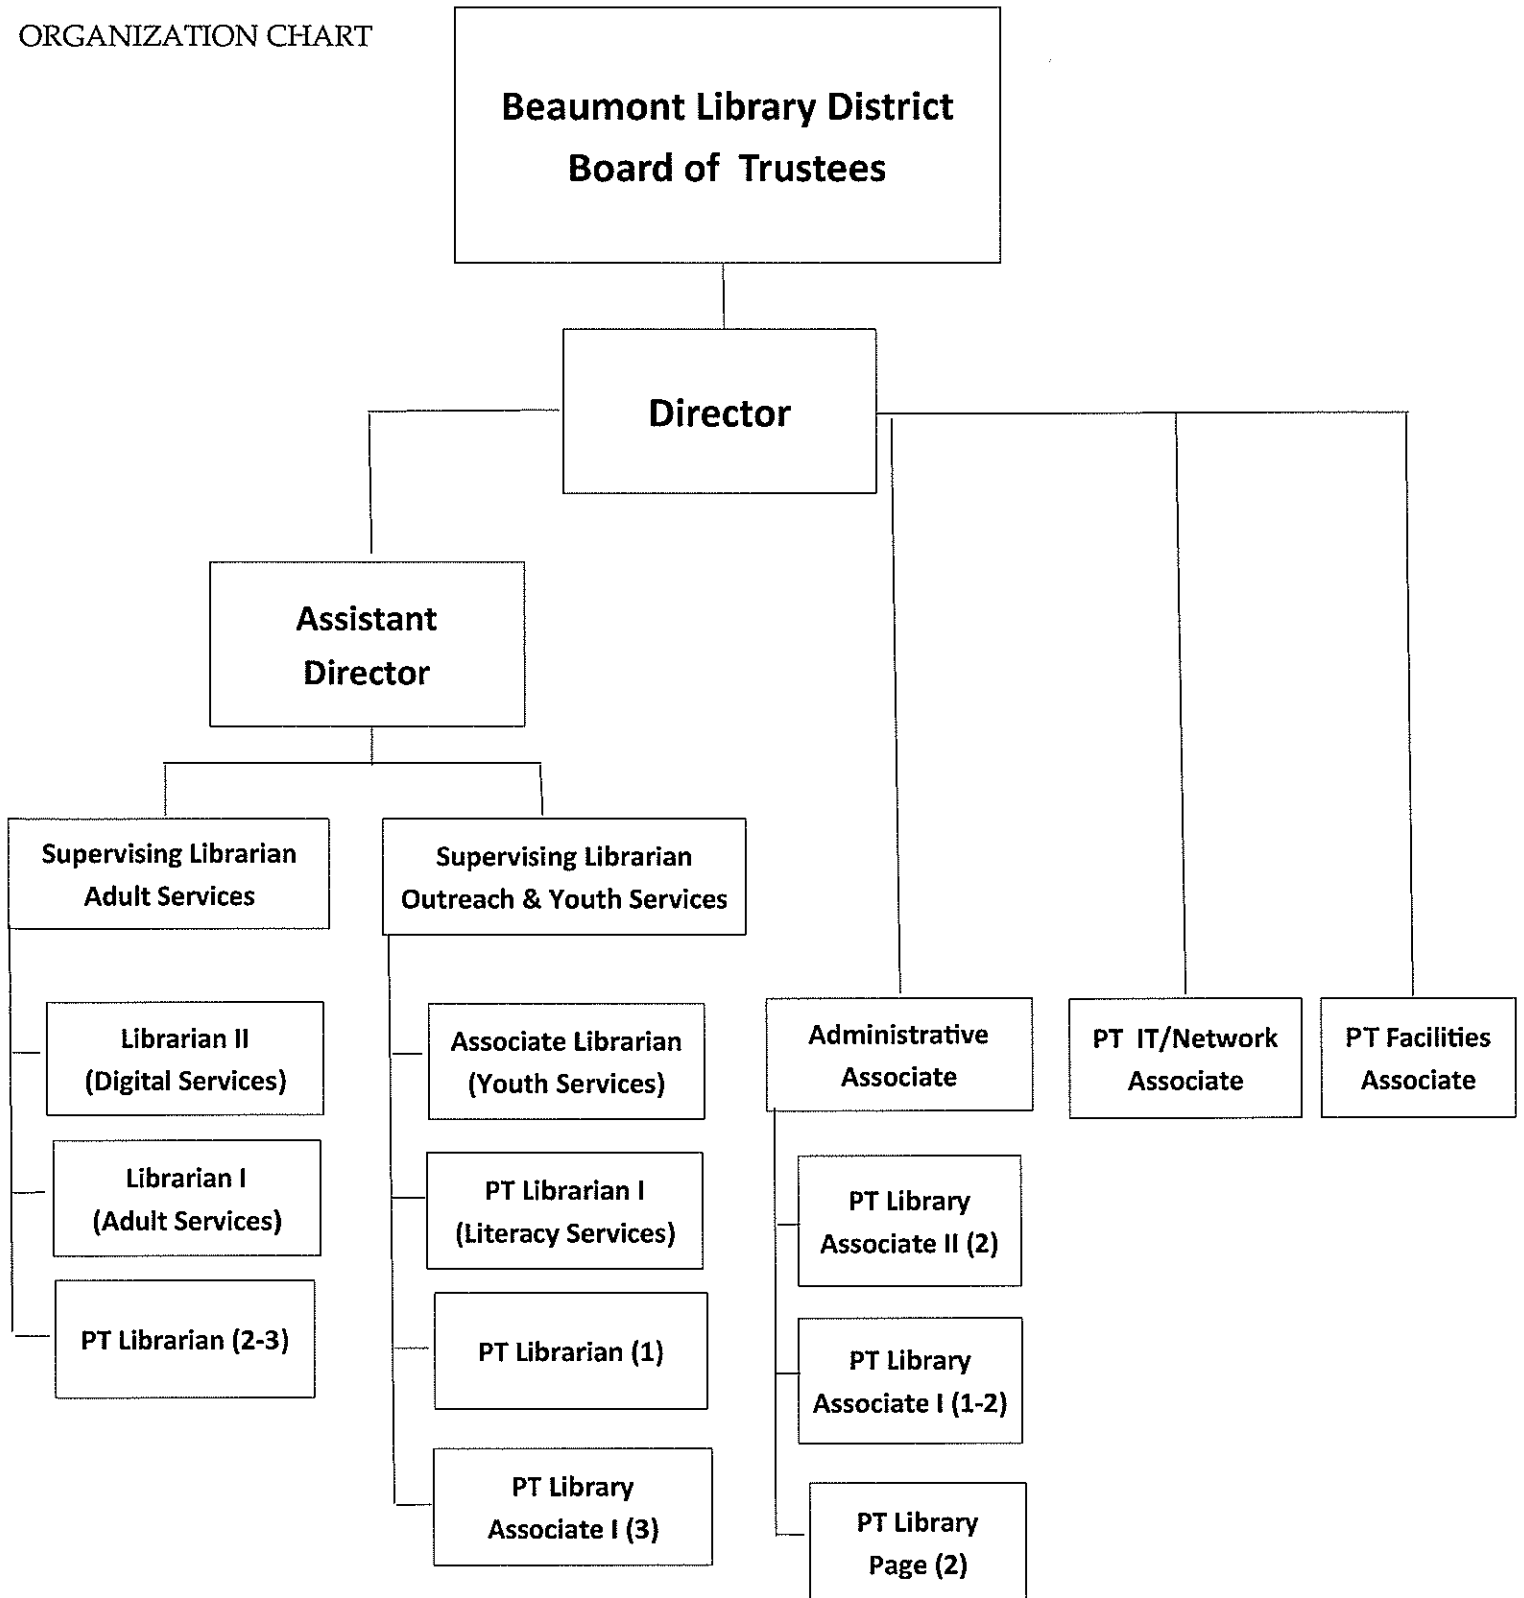 ORGANIZATION CHART
Beaumont Library District
Board of Trustees
Director
Assistant
Director
Supervising Librarian
Adult Services
Supervising Librarian
Outreach & Youth Services
Librarian II
(Digital Services)
Librarian I
(Adult Services)
PT Librarian (2-3)
Associate Librarian
(Youth Services)
PT Librarian I
(Literacy Services)
PT Librarian (1)
PT Library
Associate I (3)
Administrative
Associate
PT Library
Associate II (2)
PT Library
Associate I (1-2)
PT Library
Page (2)
PT IT/Network
Associate
PT Facilities
Associate